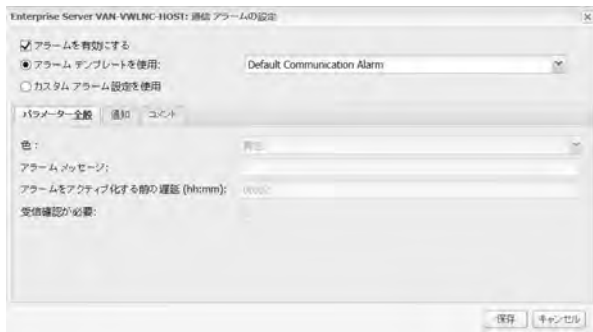 Enterprise Server VAN-VWLNC-HOST: 通信 アラームの設定
アラームを有効にする
アラーム テンプレートを使用: Default Communication Alarm
カスタム アラーム設定を使用
パラメーター全般 通知 コメント
色:
アラーム メッセージ:
アラームをアクティブ化する前の遅延 (hh:mm):
受信確認が必要:
保存 キャンセル